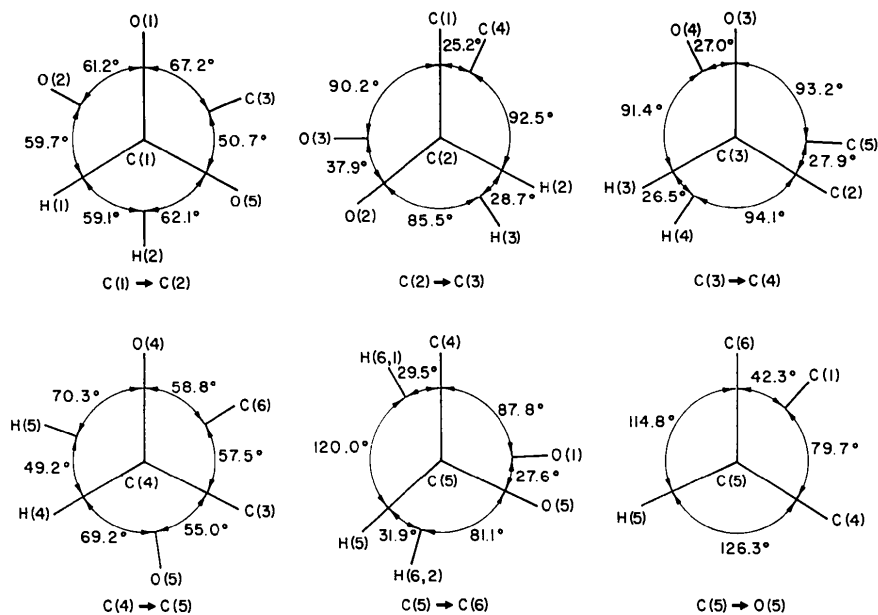 O(1)
61.2°
67.2°
O(2)
C(3)
59.7°
50.7°
C(1)
H(1)
O(5)
59.1°
62.1°
H(2)
C(1)→C(2)
C(1)
25.2°
C(4)
90.2°
92.5°
O(3)
C(2)
37.9°
H(2)
O(2)
28.7°
85.5°
H(3)
C(2)→C(3)
O(3)
O(4)
27.0°
91.4°
93.2°
C(5)
C(3)
27.9°
H(3)
26.5°
C(2)
H(4)
94.1°
C(3)→C(4)
O(4)
70.3°
58.8°
H(5)
C(6)
49.2°
57.5°
C(4)
H(4)
C(3)
69.2°
55.0°
O(5)
C(4)→C(5)
C(4)
H(6,1)
29.5°
87.8°
120.0°
O(1)
C(5)
27.6°
O(5)
H(5)
31.9°
81.1°
H(6,2)
C(5)→C(6)
C(6)
42.3°
C(1)
114.8°
79.7°
C(5)
H(5)
C(4)
126.3°
C(5)→O(5)